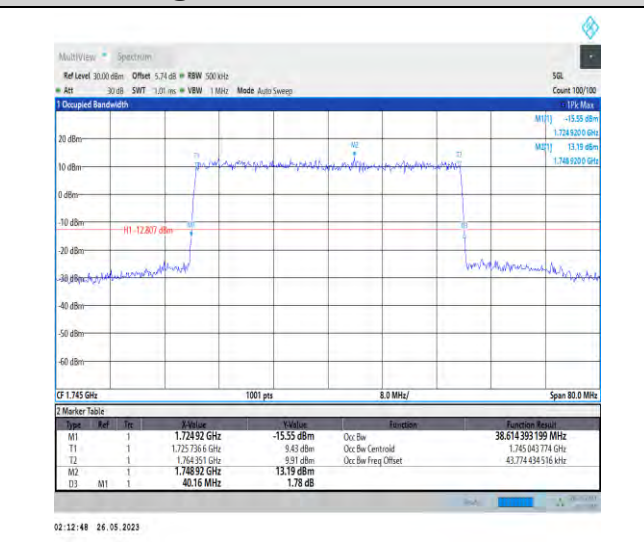 MultiView Spectrum
Ref Level 30.00 dBm Offset 5.74 dB RBW 500 kHz SGL
Att 30 dB SWT 1.01 ms VBW 1 MHz Mode Auto Sweep Count 100/100
1 Occupied Bandwidth 1Pk Max
M1[1] -15.55 dBm
1.724 920 0 GHz
M2[1] 13.19 dBm
1.748 920 0 GHz
20 dBm
M2
T1 T2
10 dBm
0 dBm
-10 dBm
H1 -12.807 dBm
M1 D3
-20 dBm
-30 dBm
-40 dBm
-50 dBm
-60 dBm
CF 1.745 GHz 1001 pts 8.0 MHz/ Span 80.0 MHz
2 Marker Table
Type Ref Trc X-Value Y-Value Function Function Result
M1 1 1.724 92 GHz -15.55 dBm Occ Bw 38.614 393 199 MHz
T1 1 1.725 736 6 GHz 9.43 dBm Occ Bw Centroid 1.745 043 774 GHz
T2 1 1.764 351 GHz 9.91 dBm Occ Bw Freq Offset 43.774 434 516 kHz
M2 1 1.748 92 GHz 13.19 dBm
D3 M1 1 40.16 MHz 1.78 dB
02:12:48 26.05.2023